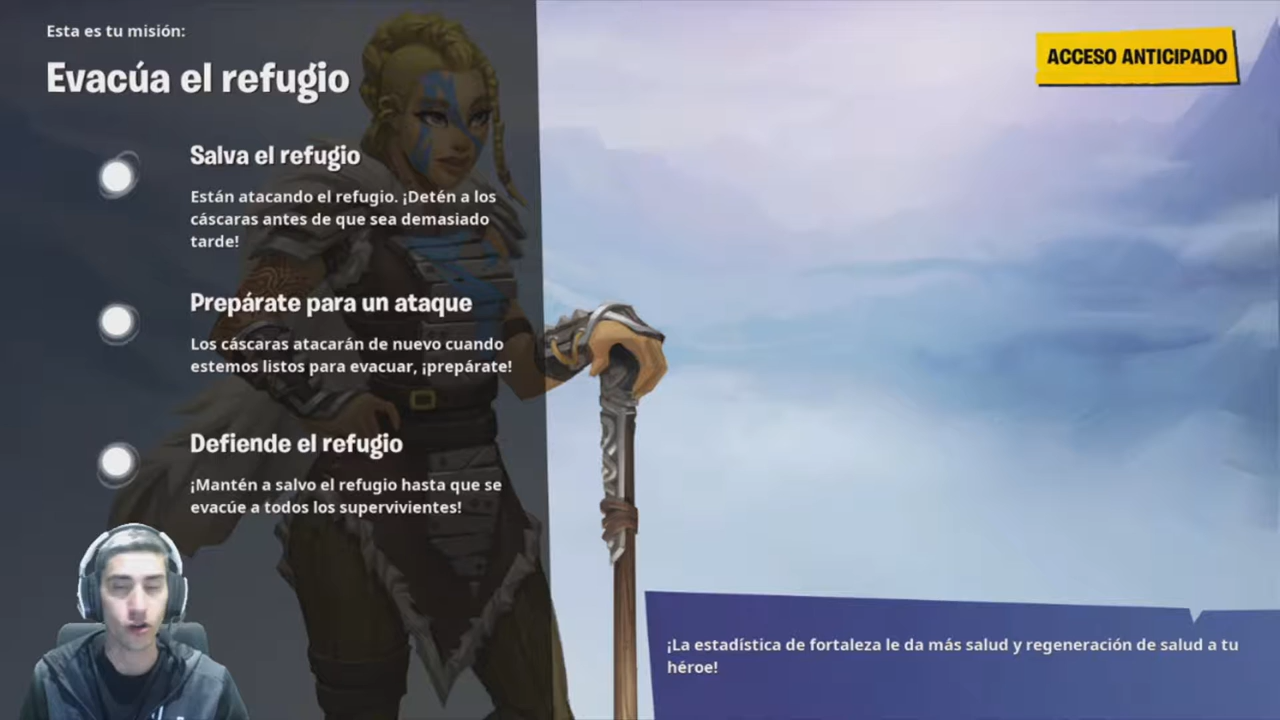 Esta es tu misión:
Evacúa el refugio
ACCESO ANTICIPADO
Salva el refugio
Están atacando el refugio. ¡Detén a los
cáscaras antes de que sea demasiado
tarde!
Prepárate para un ataque
Los cáscaras atacarán de nuevo cuando
estemos listos para evacuar, ¡prepárate!
Defiende el refugio
¡Mantén a salvo el refugio hasta que se
evacúe a todos los supervivientes!
¡La estadística de fortaleza le da más salud y regeneración de salud a tu
héroe!